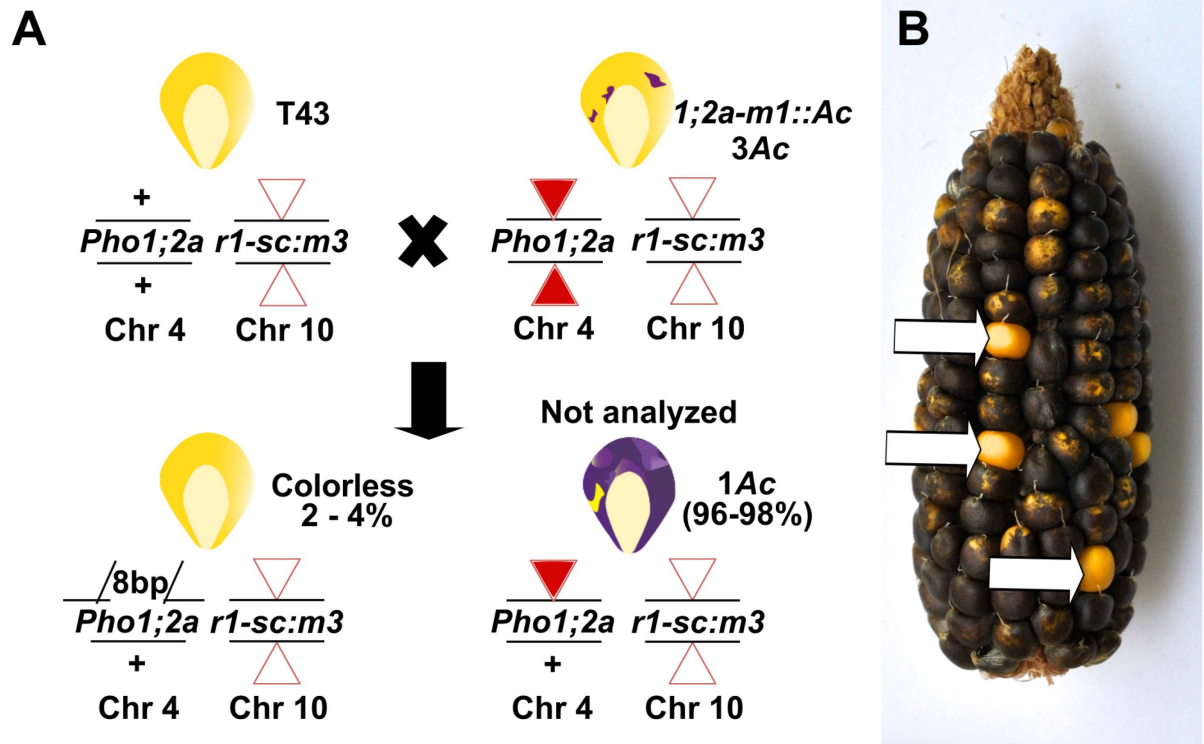 A
B
T43
1;2a-m1::Ac
3Ac
+
Pho1;2a r1-sc:m3
+
Chr 4 Chr 10
Pho1;2a r1-sc:m3
Chr 4 Chr 10
Not analyzed
Colorless
2 - 4%
1Ac
(96-98%)
/8bp/
Pho1;2a r1-sc:m3
+
Chr 4 Chr 10
Pho1;2a r1-sc:m3
+
Chr 4 Chr 10